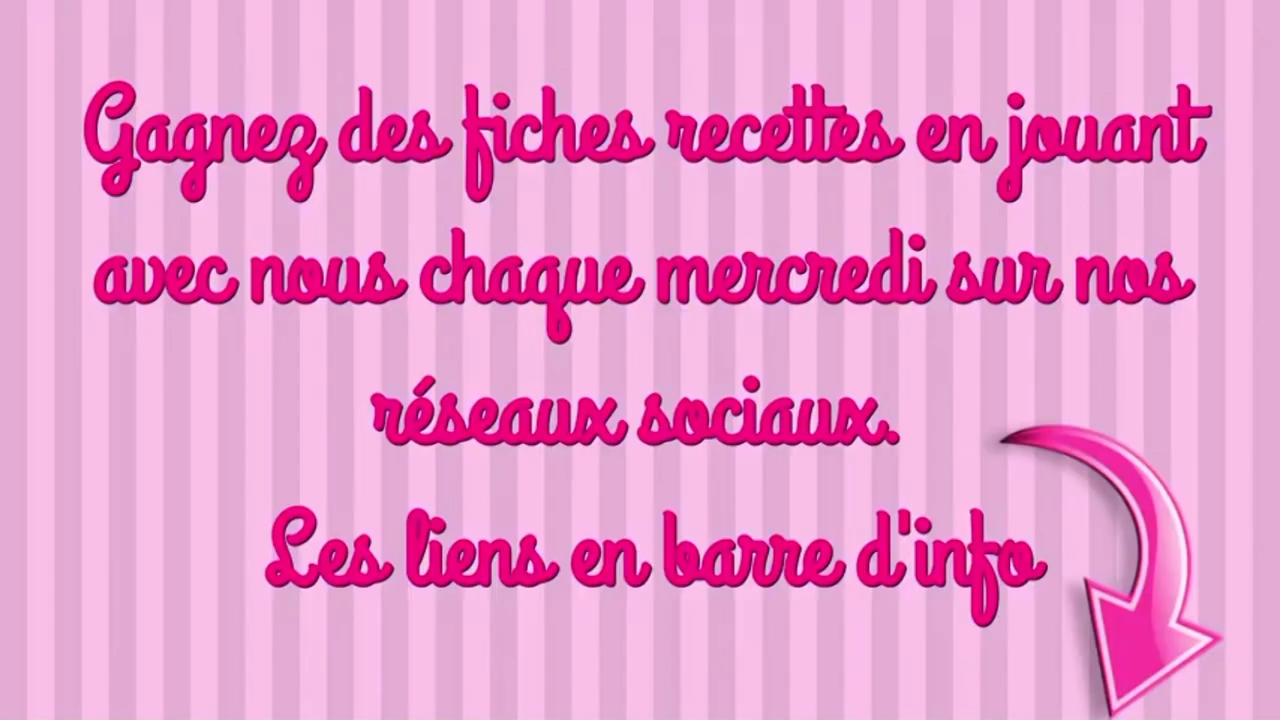 Gagnez des fiches recettes en jouant
avec nous chaque mercredi sur nos
réseaux sociaux.
Les liens en barre d'info